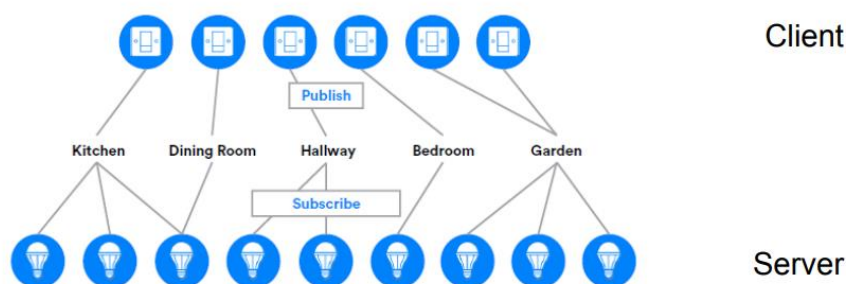 Client
Publish
Kitchen Dining Room Hallway Bedroom Garden
Subscribe
Server